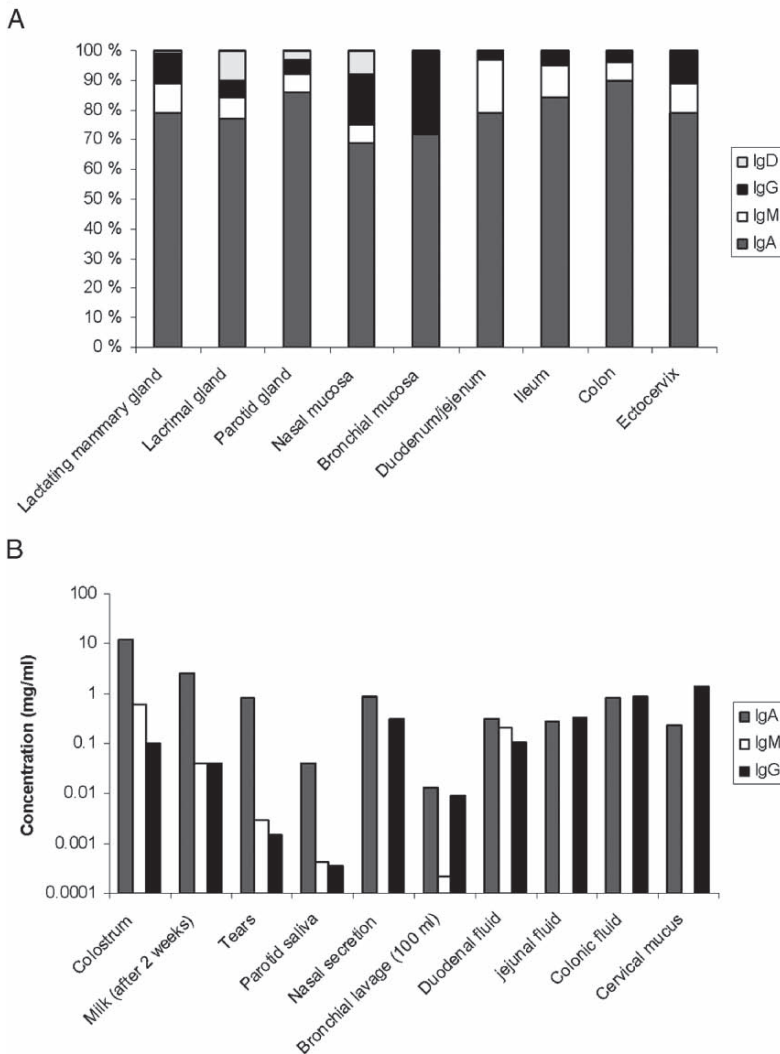 A
100 %
90 %
80 %
70 %
60 %
50 %
40 %
30 %
20 %
10 %
0 %
IgD
IgG
IgM
IgA
Lactating mammary gland
Lacrimal gland
Parotid gland
Nasal mucosa
Bronchial mucosa
Duodenum/jejenum
Ileum
Colon
Ectocervix
B
Concentration (mg/ml)
100
10
1
0.1
0.01
0.001
0.0001
IgA
IgM
IgG
Colostrum
Milk (after 2 weeks)
Tears
Parotid saliva
Nasal secretion
Bronchial lavage (100 ml)
Duodenal fluid
jejunal fluid
Colonic fluid
Cervical mucus